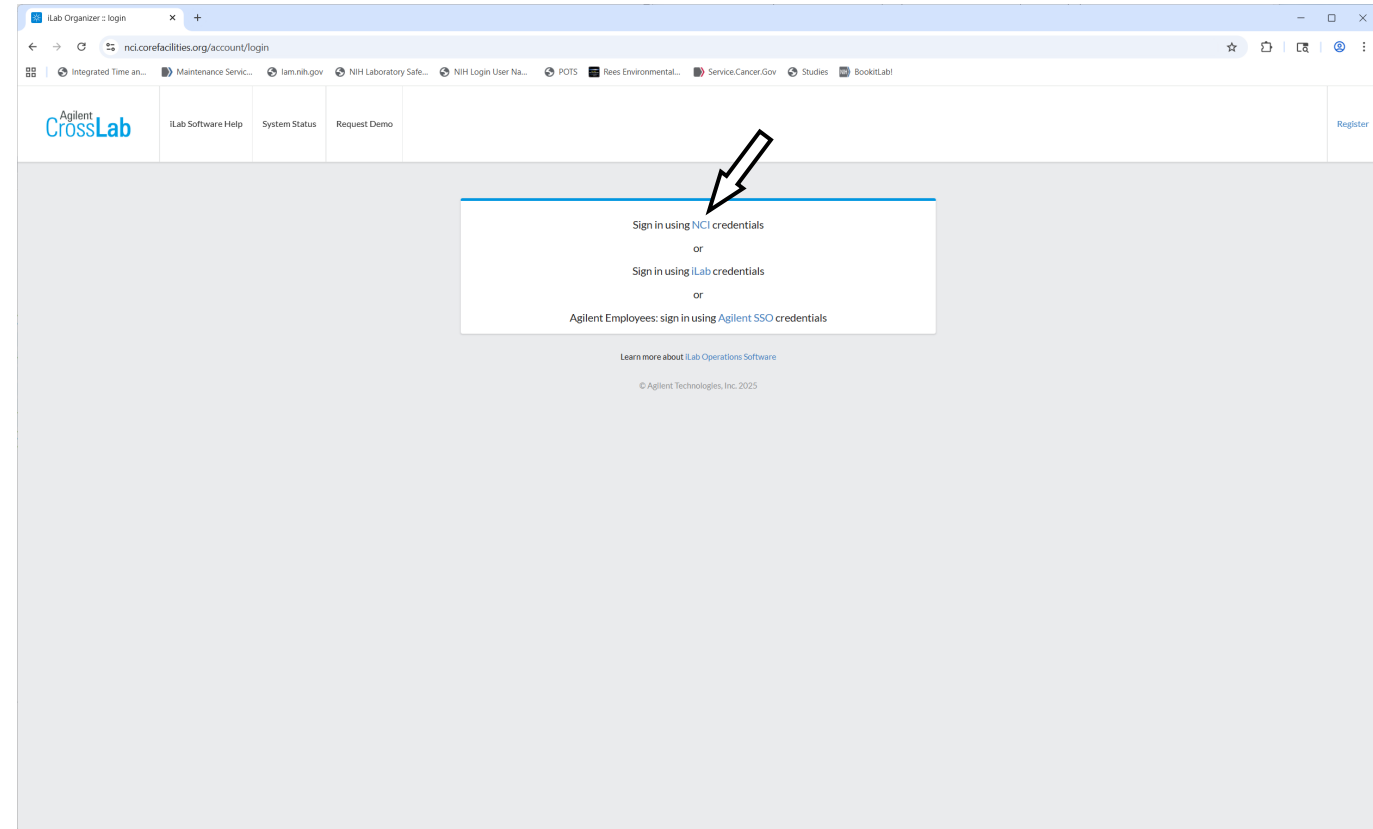 iLab Organizer :: login
nci.corefacilities.org/account/login
Integrated Time an... Maintenance Servic... Iam.nih.gov NIH Laboratory Safe... NIH Login User Na... POTS Rees Environmental... Service.Cancer.Gov Studies BookitLab!
Agilent
CrossLab
iLab Software Help System Status Request Demo Register
Sign in using NCI credentials
or
Sign in using iLab credentials
or
Agilent Employees: sign in using Agilent SSO credentials
Learn more about iLab Operations Software
© Agilent Technologies, Inc. 2025